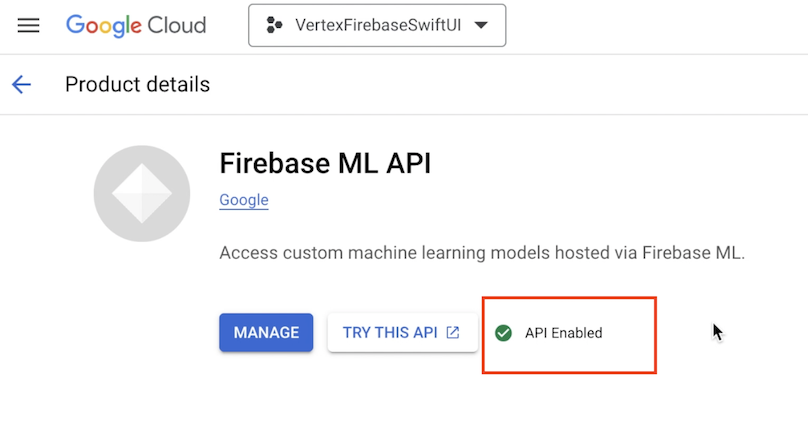 Google Cloud
VertexFirebaseSwiftUI
Product details
Firebase ML API
Google
Access custom machine learning models hosted via Firebase ML.
MANAGE
TRY THIS API
API Enabled